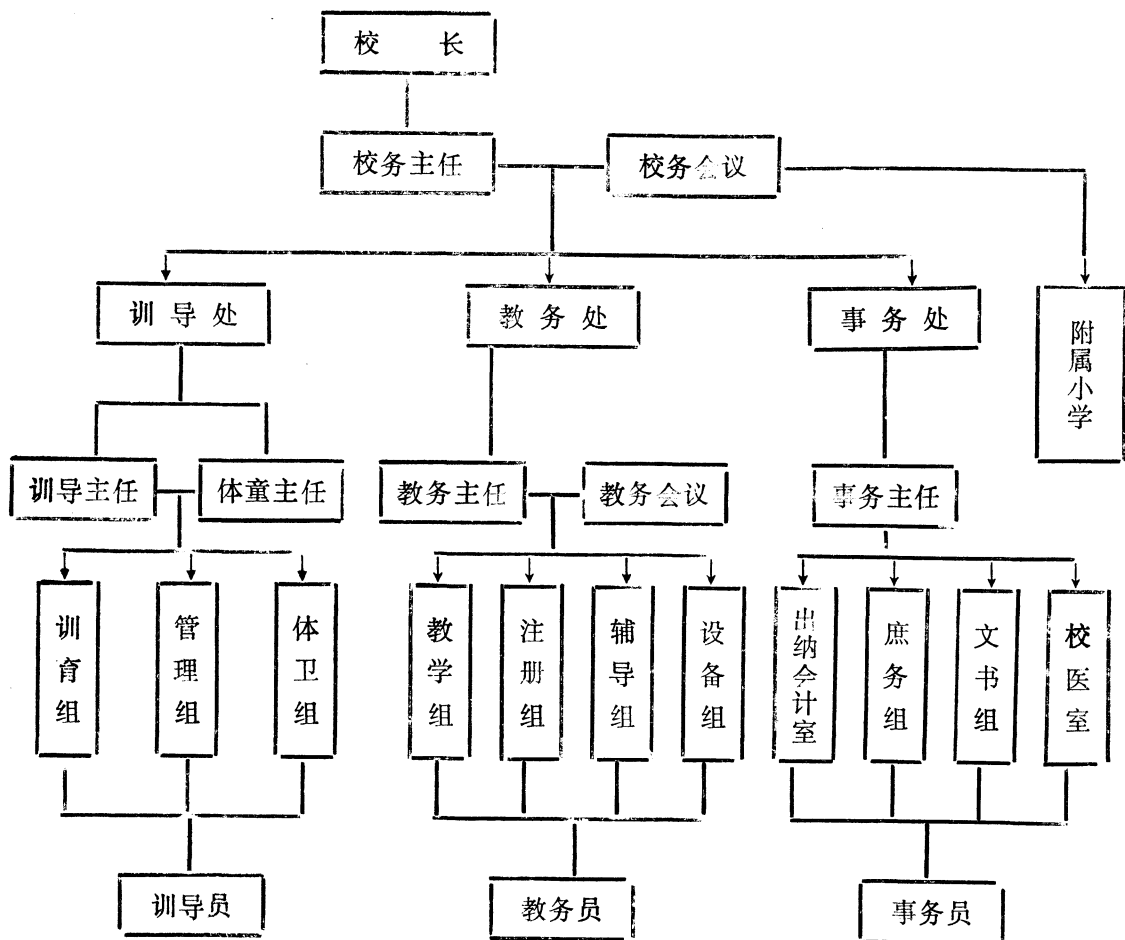 校 长
校务主任
校务会议
训导处
教务处
事务处
附属小学
训导主任
体童主任
教务主任
教务会议
事务主任
训育组
管理组
体卫组
教学组
注册组
辅导组
设备组
出纳会计室
庶务组
文书组
校医室
训导员
教务员
事务员